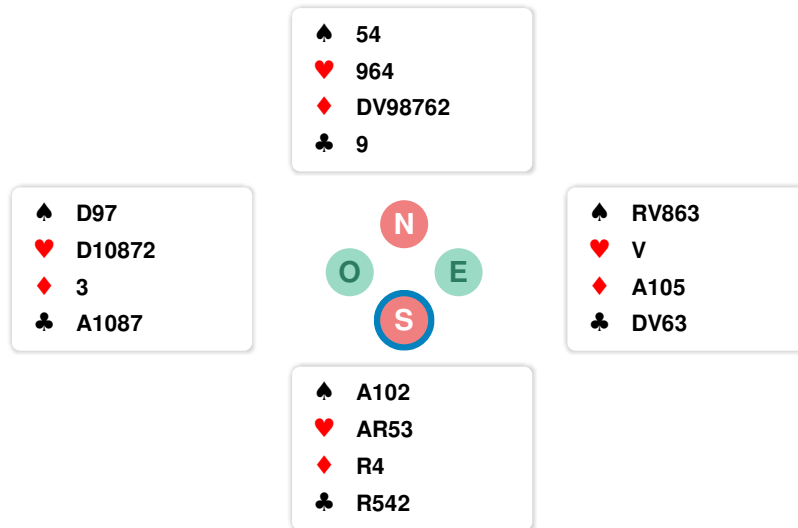 ♠ 54
♥ 964
♦ DV98762
♣ 9
♠ D97
♥ D10872
♦ 3
♣ A1087
N
O E
S
♠ RV863
♥ V
♦ A105
♣ DV63
♠ A102
♥ AR53
♦ R4
♣ R542